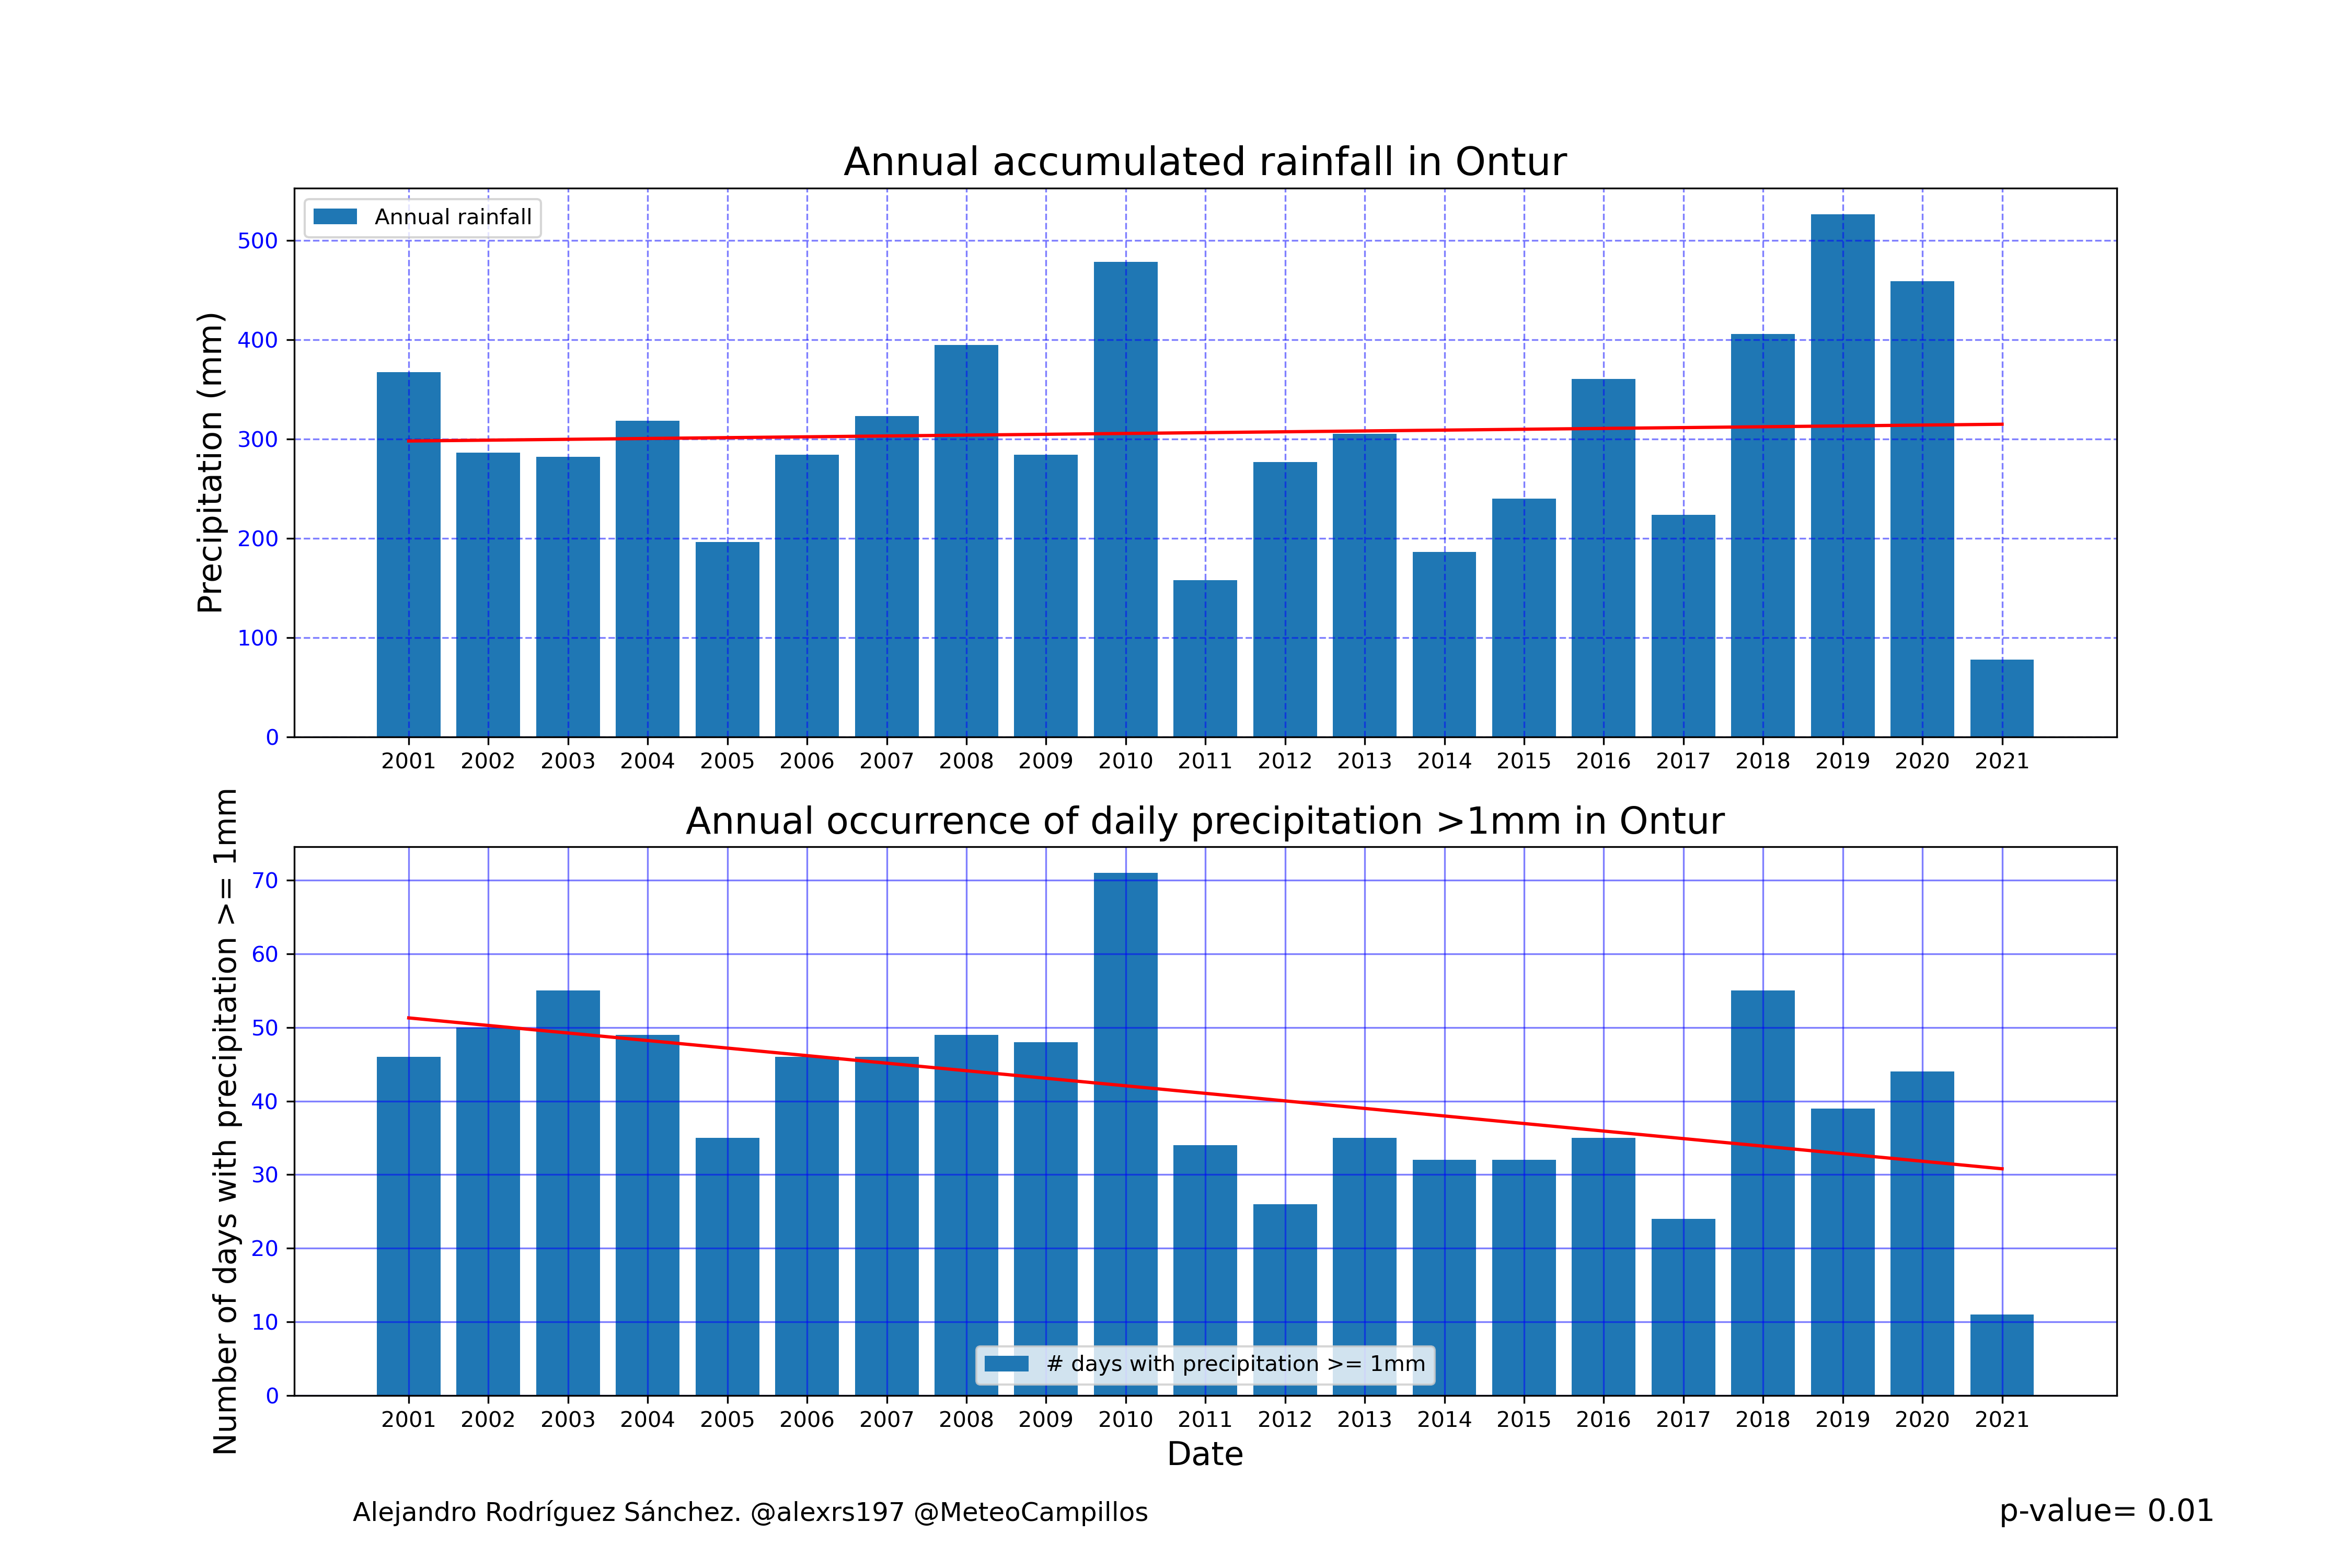 Annual accumulated rainfall in Ontur
Annual rainfall
Precipitation (mm)
500
400
300
200
100
0
2001 2002 2003 2004 2005 2006 2007 2008 2009 2010 2011 2012 2013 2014 2015 2016 2017 2018 2019 2020 2021
Annual occurrence of daily precipitation >1mm in Ontur
Number of days with precipitation >= 1mm
70
60
50
40
30
20
10
0
# days with precipitation >= 1mm
2001 2002 2003 2004 2005 2006 2007 2008 2009 2010 2011 2012 2013 2014 2015 2016 2017 2018 2019 2020 2021
Date
Alejandro Rodríguez Sánchez. @alexrs197 @MeteoCampillos
p-value= 0.01